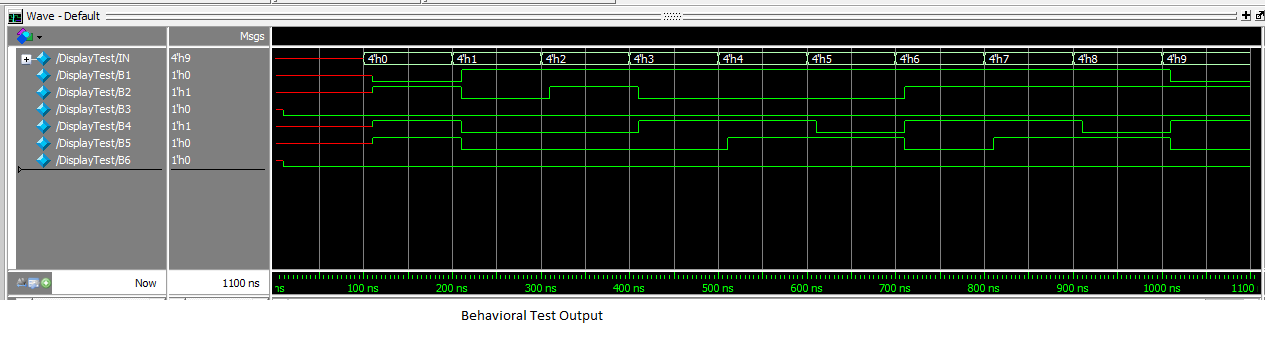 Wave - Default
Msgs
/DisplayTest/IN 4'h9 4'h0 4'h1 4'h2 4'h3 4'h4 4'h5 4'h6 4'h7 4'h8 4'h9
/DisplayTest/B1 1'h0
/DisplayTest/B2 1'h1
/DisplayTest/B3 1'h0
/DisplayTest/B4 1'h1
/DisplayTest/B5 1'h0
/DisplayTest/B6 1'h0
Now 1100 ns ns 100 ns 200 ns 300 ns 400 ns 500 ns 600 ns 700 ns 800 ns 900 ns 1000 ns 1100
Behavioral Test Output